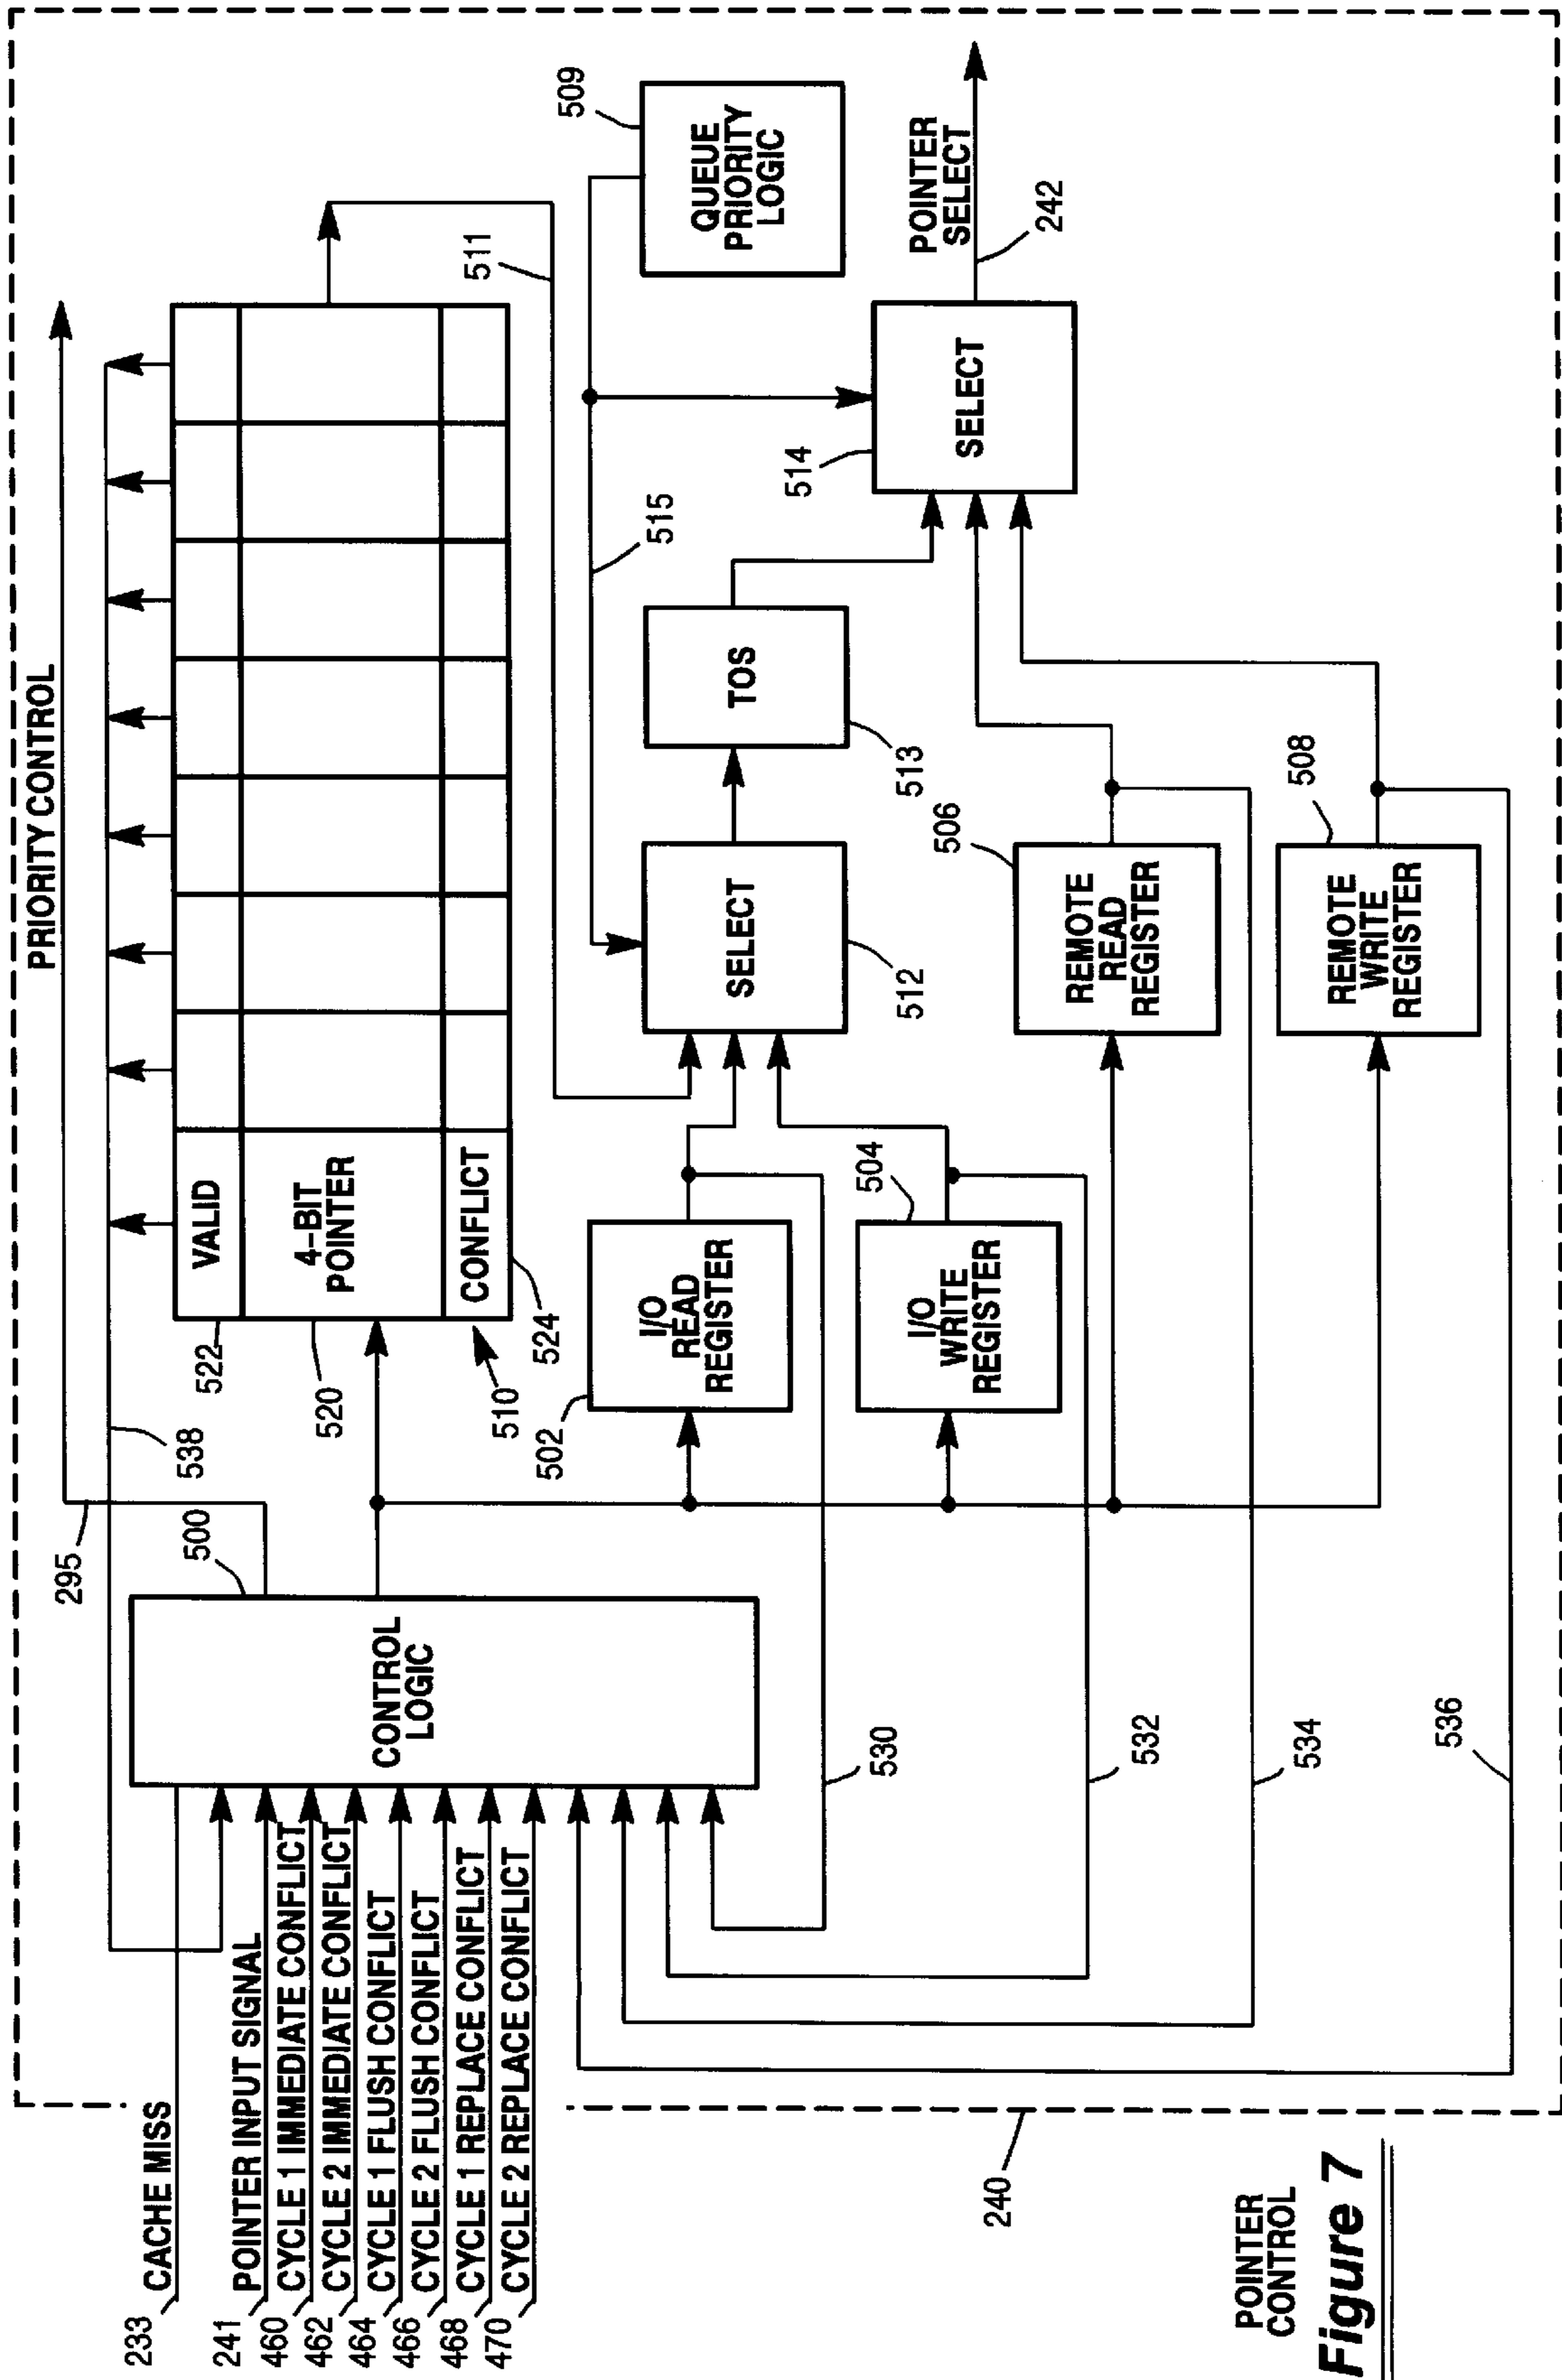 PRIORITY CONTROL
295
538
500
CONTROL
LOGIC
233 CACHE MISS
241 POINTER INPUT SIGNAL
460 CYCLE 1 IMMEDIATE CONFLICT
462 CYCLE 2 IMMEDIATE CONFLICT
464 CYCLE 1 FLUSH CONFLICT
466 CYCLE 2 FLUSH CONFLICT
468 CYCLE 1 REPLACE CONFLICT
470 CYCLE 2 REPLACE CONFLICT
522
VALID
520
4-BIT
POINTER
510
524
CONFLICT
511
509
QUEUE
PRIORITY
LOGIC
502
I/O
READ
REGISTER
504
I/O
WRITE
REGISTER
SELECT
512
515
TOS
513
514
SELECT
POINTER
SELECT
242
506
REMOTE
READ
REGISTER
508
REMOTE
WRITE
REGISTER
530
532
534
536
240
POINTER
CONTROL
Figure 7